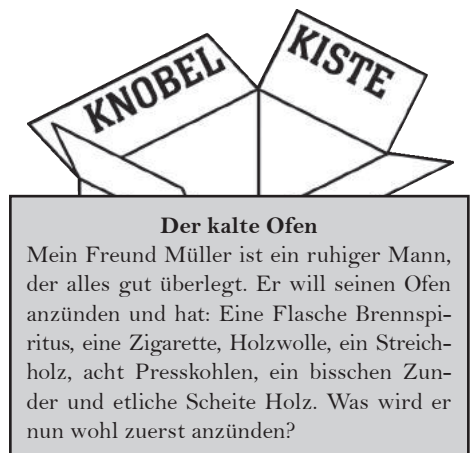 KNOBEL
KISTE
Der kalte Ofen
Mein Freund Müller ist ein ruhiger Mann,
der alles gut überlegt. Er will seinen Ofen
anzünden und hat: Eine Flasche Brennspi-
ritus, eine Zigarette, Holzwolle, ein Streich-
holz, acht Presskohlen, ein bisschen Zun-
der und etliche Scheite Holz. Was wird er
nun wohl zuerst anzünden?